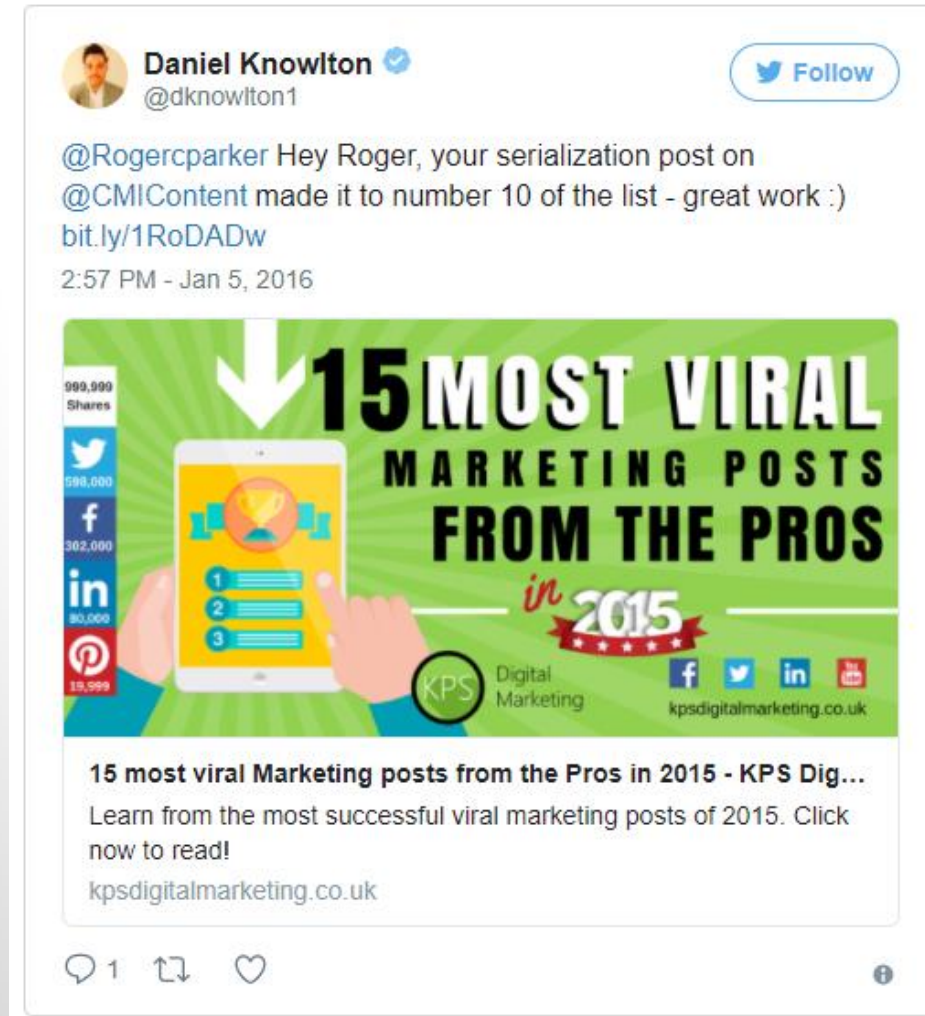 Daniel Knowlton
@dknowlton1
Follow
@Rogercparker Hey Roger, your serialization post on
@CMIContent made it to number 10 of the list - great work :)
bit.ly/1RoDADw
2:57 PM - Jan 5, 2016
999,999
Shares
598,000
302,000
80,000
19,999
1
2
3
15 MOST VIRAL
MARKETING POSTS
FROM THE PROS
in 2015
KPS
Digital
Marketing
You
Tube
kpsdigitalmarketing.co.uk
15 most viral Marketing posts from the Pros in 2015 - KPS Dig...
Learn from the most successful viral marketing posts of 2015. Click
now to read!
kpsdigitalmarketing.co.uk
1